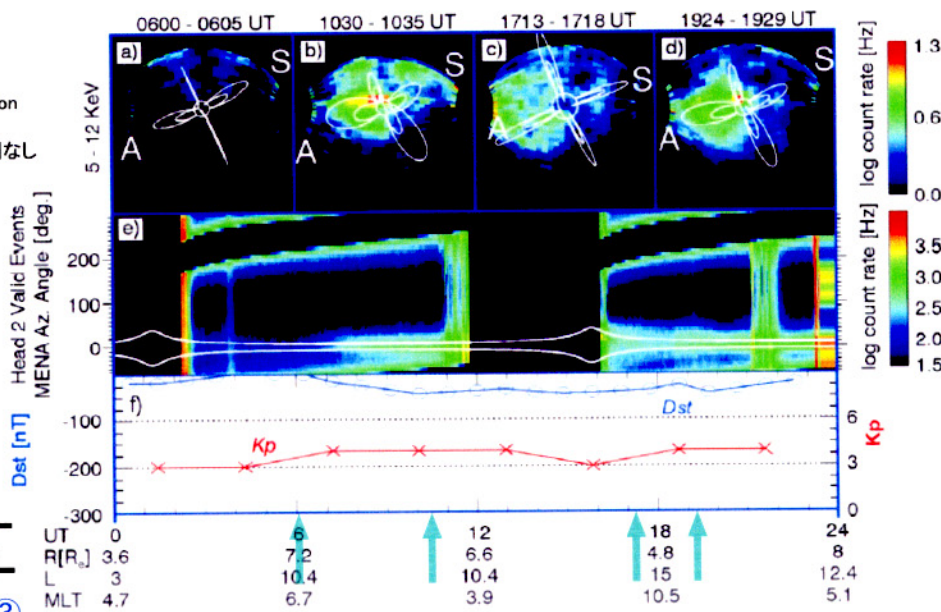 0600 - 0605 UT 1030 - 1035 UT 1713 - 1718 UT 1924 - 1929 UT
on
なし
5 - 12 KeV
a) S A
b) S A
c) S A
d) S A
log count rate [Hz]
1.3
0.6
0.0
Head 2 Valid Events
MENA Az. Angle [deg.]
e)
200
100
0
log count rate [Hz]
3.5
2.5
1.5
Dst [nT]
f)
-100
-200
-300
Kp
Dst
6
3
0
Kp
UT 0 6 12 18 24
R[Re] 3.6 7.2 6.6 4.8 8
L 3 10.4 10.4 15 12.4
MLT 4.7 6.7 3.9 10.5 5.1